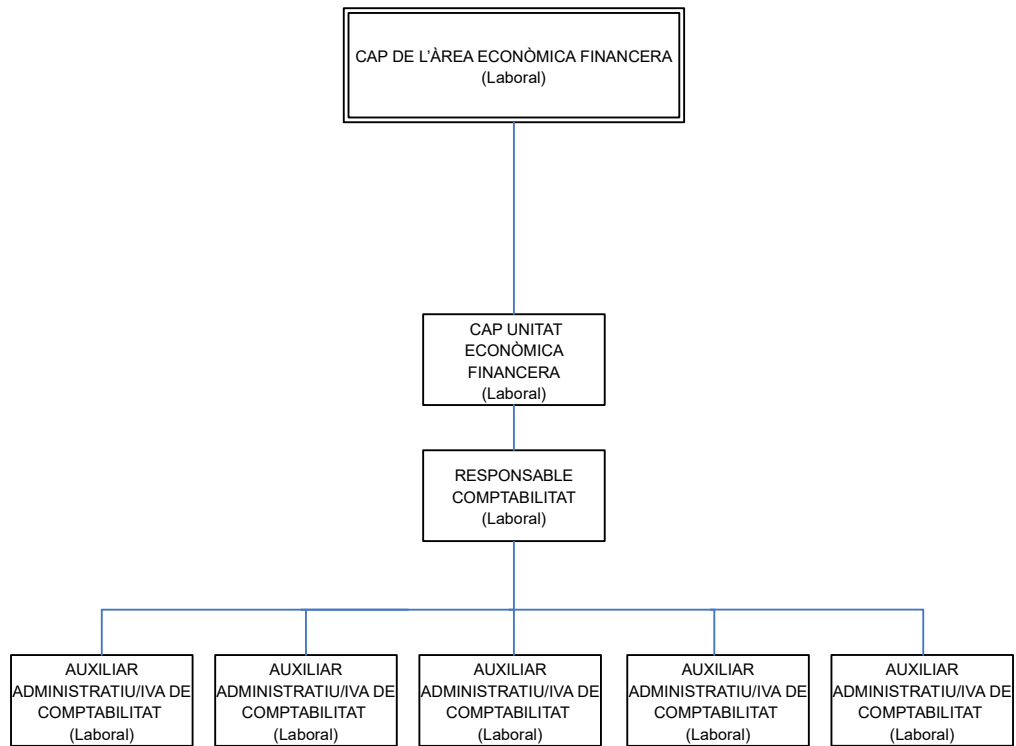 CAP DE L'ÀREA ECONÒMICA FINANCERA
(Laboral)
CAP UNITAT
ECONÒMICA
FINANCERA
(Laboral)
RESPONSABLE
COMPTABILITAT
(Laboral)
AUXILIAR
ADMINISTRATIU/IVA DE
COMPTABILITAT
(Laboral)
AUXILIAR
ADMINISTRATIU/IVA DE
COMPTABILITAT
(Laboral)
AUXILIAR
ADMINISTRATIU/IVA DE
COMPTABILITAT
(Laboral)
AUXILIAR
ADMINISTRATIU/IVA DE
COMPTABILITAT
(Laboral)
AUXILIAR
ADMINISTRATIU/IVA DE
COMPTABILITAT
(Laboral)